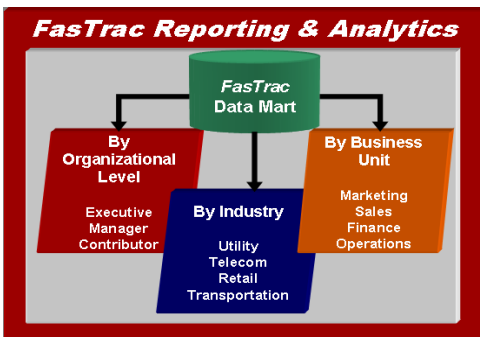 FasTrac Reporting & Analytics
FasTrac
Data Mart
By
Organizational
Level
Executive
Manager
Contributor
By Industry
Utility
Telecom
Retail
Transportation
By Business
Unit
Marketing
Sales
Finance
Operations